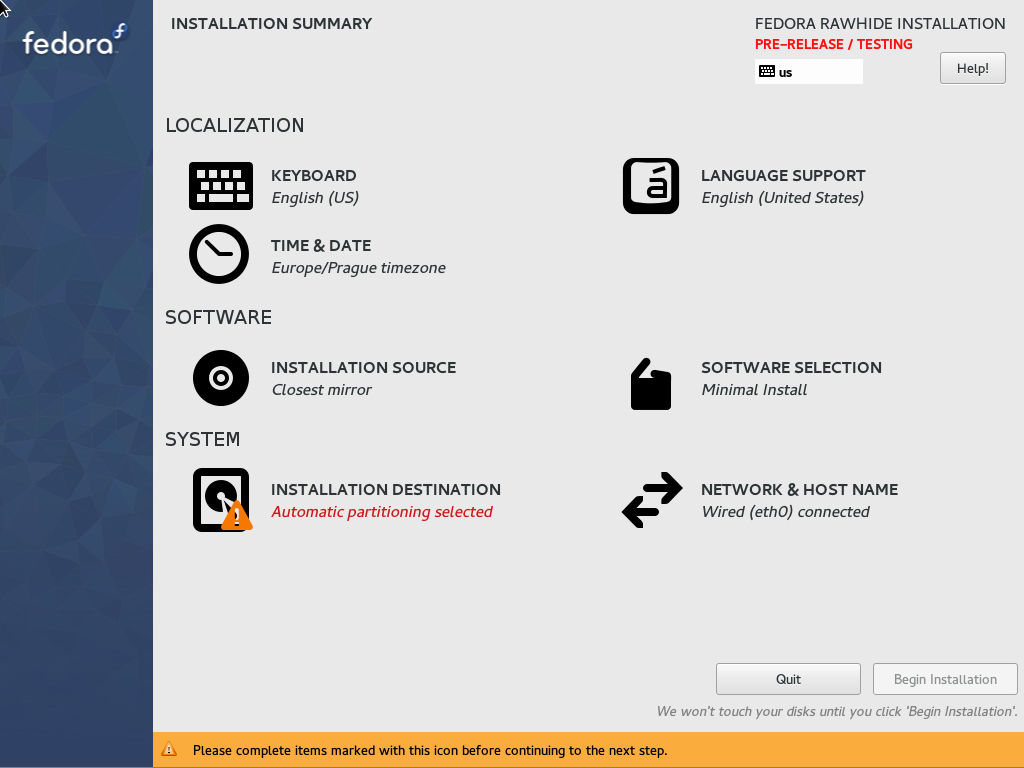 fedora
INSTALLATION SUMMARY
FEDORA RAWHIDE INSTALLATION
PRE-RELEASE / TESTING
us
Help!
LOCALIZATION
KEYBOARD
English (US)
LANGUAGE SUPPORT
English (United States)
TIME & DATE
Europe/Prague timezone
SOFTWARE
INSTALLATION SOURCE
Closest mirror
SOFTWARE SELECTION
Minimal Install
SYSTEM
INSTALLATION DESTINATION
Automatic partitioning selected
NETWORK & HOST NAME
Wired (eth0) connected
Quit
Begin Installation
We won't touch your disks until you click 'Begin Installation'.
Please complete items marked with this icon before continuing to the next step.